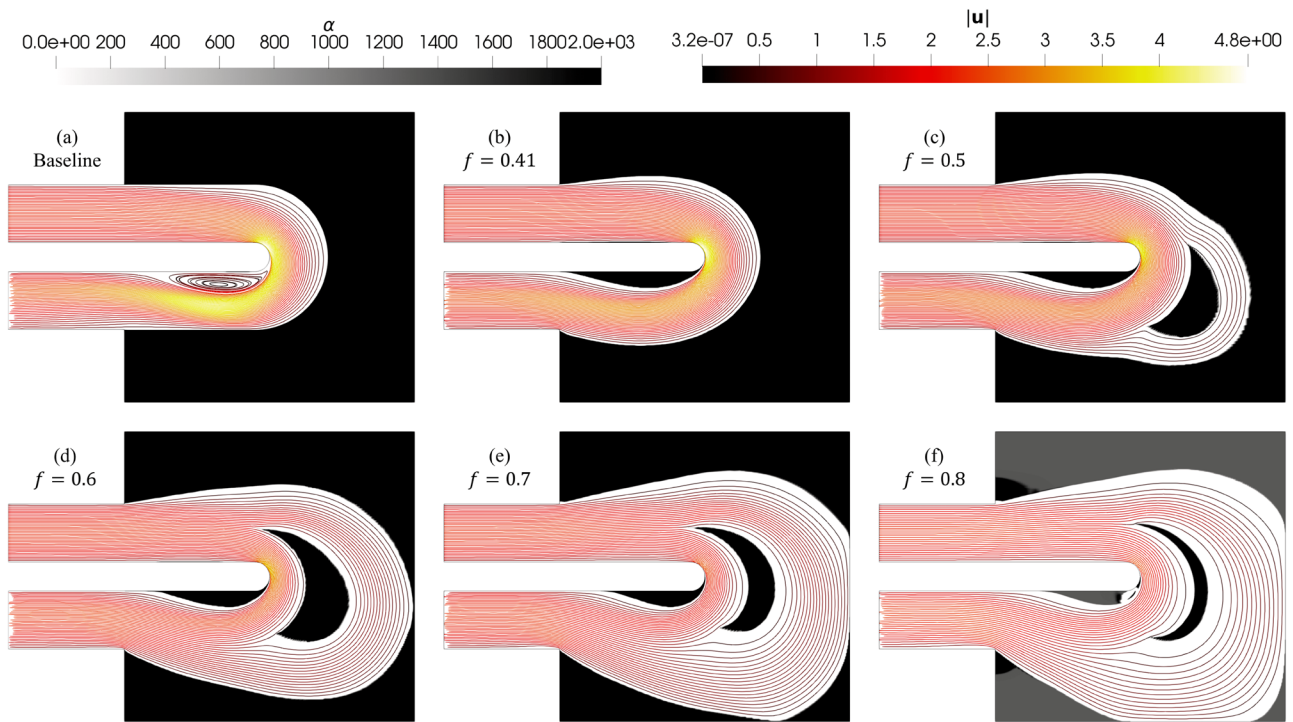 α
0.0e+00 200 400 600 800 1000 1200 1400 1600 18002.0e+03
|u|
3.2e-07 0.5 1 1.5 2 2.5 3 3.5 4 4.8e+00
(a)
Baseline
(b)
f = 0.41
(c)
f = 0.5
(d)
f = 0.6
(e)
f = 0.7
(f)
f = 0.8